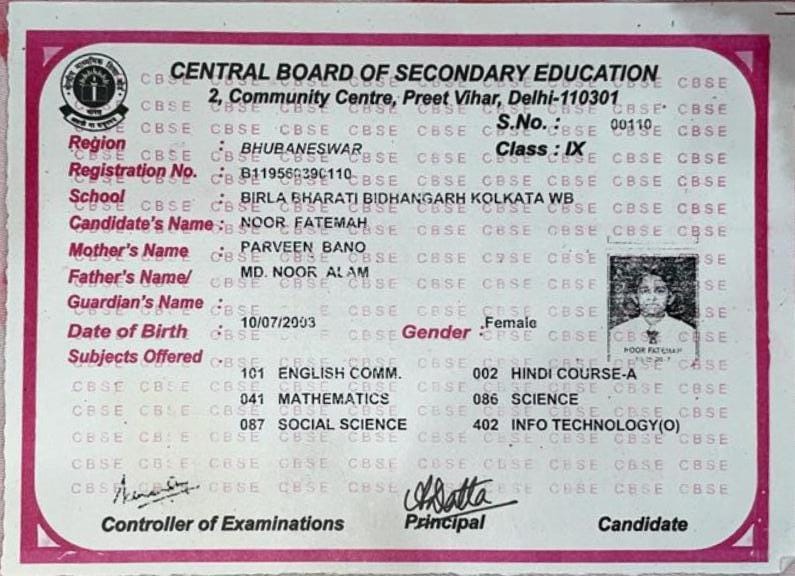 CENTRAL BOARD OF SECONDARY EDUCATION
2, Community Centre, Preet Vihar, Delhi-110301
S.No. : 00110
Region : BHUBANESWAR
Class : IX
Registration No. : B119560390110
School : BIRLA BHARATI BIDHANGARH KOLKATA WB
Candidate's Name : NOOR FATEMAH
Mother's Name : PARVEEN BANO
Father's Name/ MD. NOOR ALAM
Guardian's Name :
Date of Birth : 10/07/2003 Gender : Female
NOOR FATEMAH
Subjects Offered :
101 ENGLISH COMM. 002 HINDI COURSE-A
041 MATHEMATICS 086 SCIENCE
087 SOCIAL SCIENCE 402 INFO TECHNOLOGY(O)
Controller of Examinations Principal Candidate